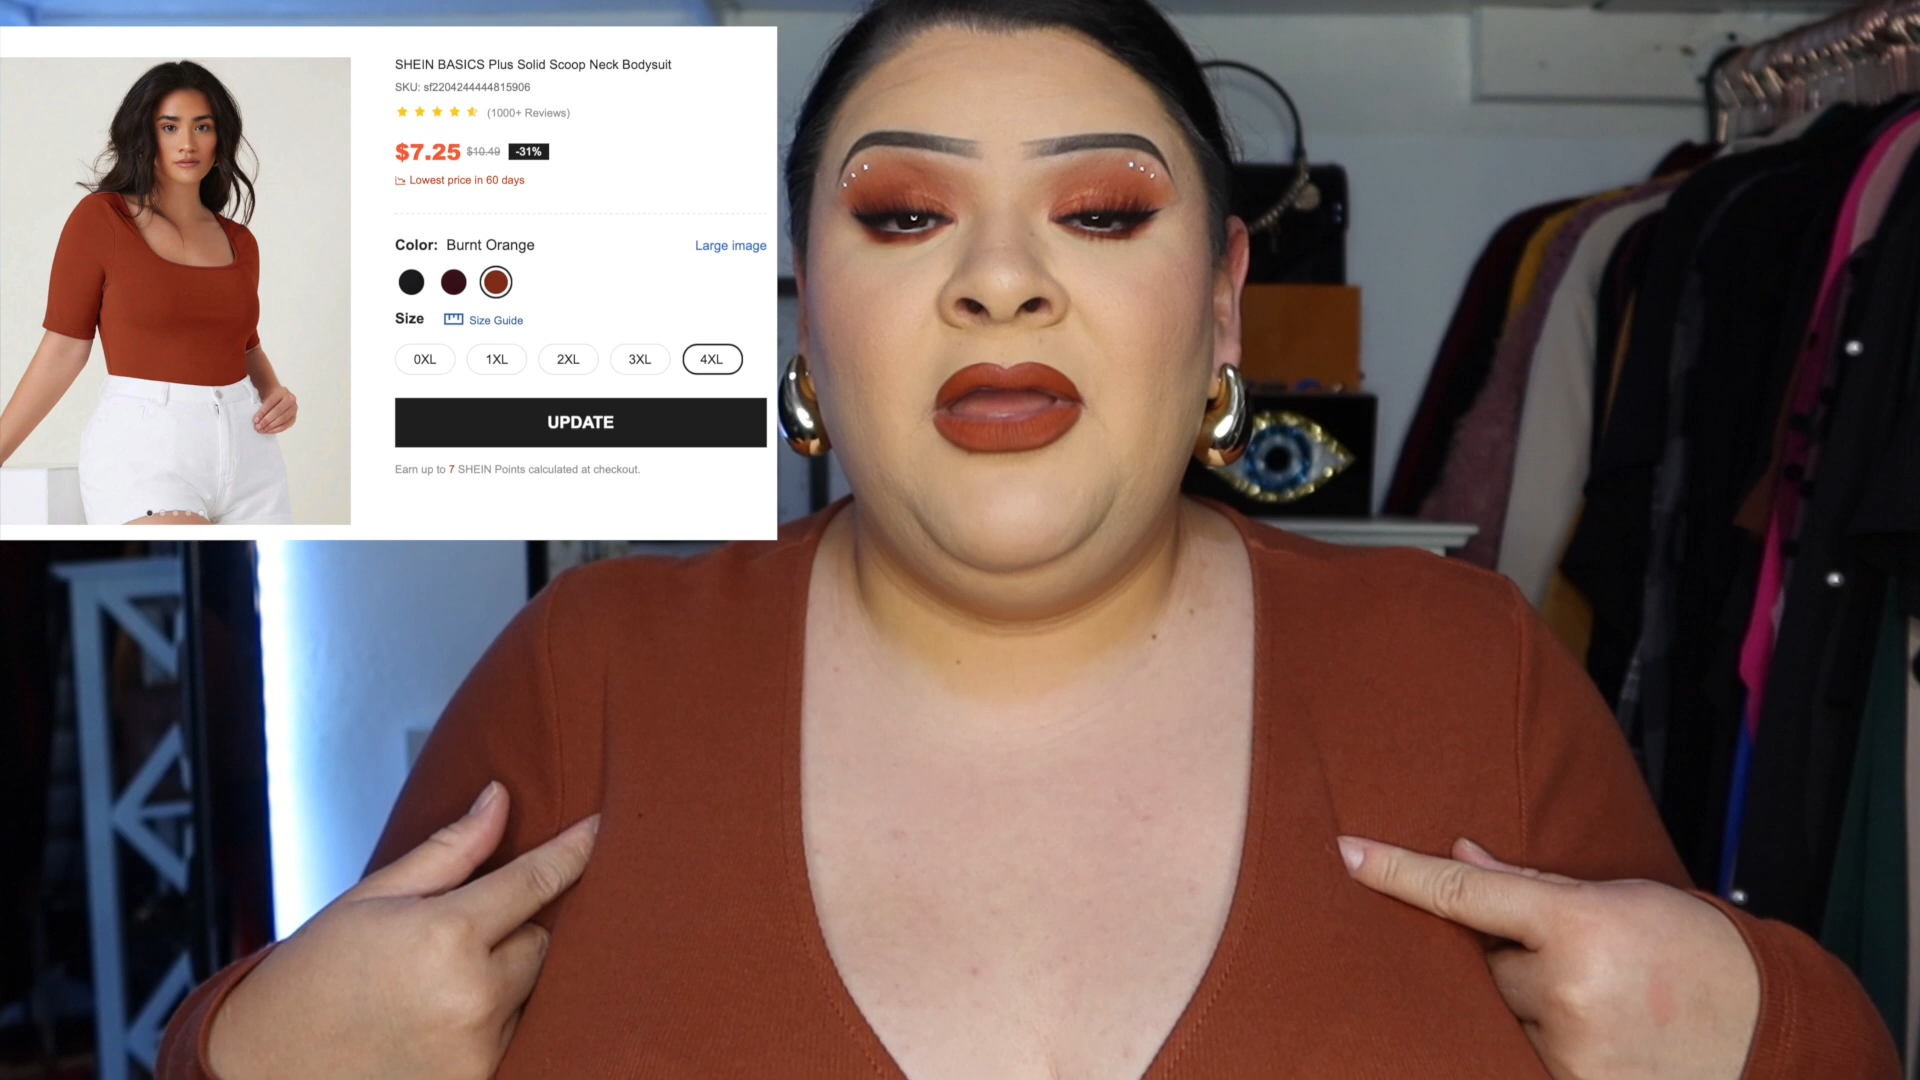 SHEIN BASICS Plus Solid Scoop Neck Bodysuit
SKU: sf2204244444815906
(1000+ Reviews)
$7.25 $10.49 -31%
Lowest price in 60 days
Color: Burnt Orange Large image
Size Size Guide
0XL 1XL 2XL 3XL 4XL
UPDATE
Earn up to 7 SHEIN Points calculated at checkout.